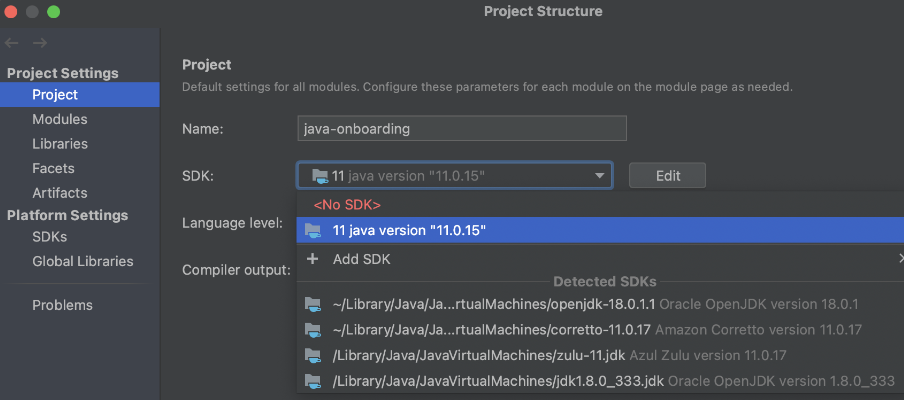 Project Structure
Project Settings
Project
Modules
Libraries
Facets
Artifacts
Platform Settings
SDKs
Global Libraries
Problems
Project
Default settings for all modules. Configure these parameters for each module on the module page as needed.
Name: java-onboarding
SDK: 11 java version "11.0.15" Edit
<No SDK>
Language level: 11 java version "11.0.15"
Compiler output: + Add SDK
Detected SDKs
~/Library/Java/Ja...rtualMachines/openjdk-18.0.1.1 Oracle OpenJDK version 18.0.1
~/Library/Java/Ja...rtualMachines/corretto-11.0.17 Amazon Corretto version 11.0.17
/Library/Java/JavaVirtualMachines/zulu-11.jdk Azul Zulu version 11.0.17
/Library/Java/JavaVirtualMachines/jdk1.8.0_333.jdk Oracle OpenJDK version 1.8.0_333